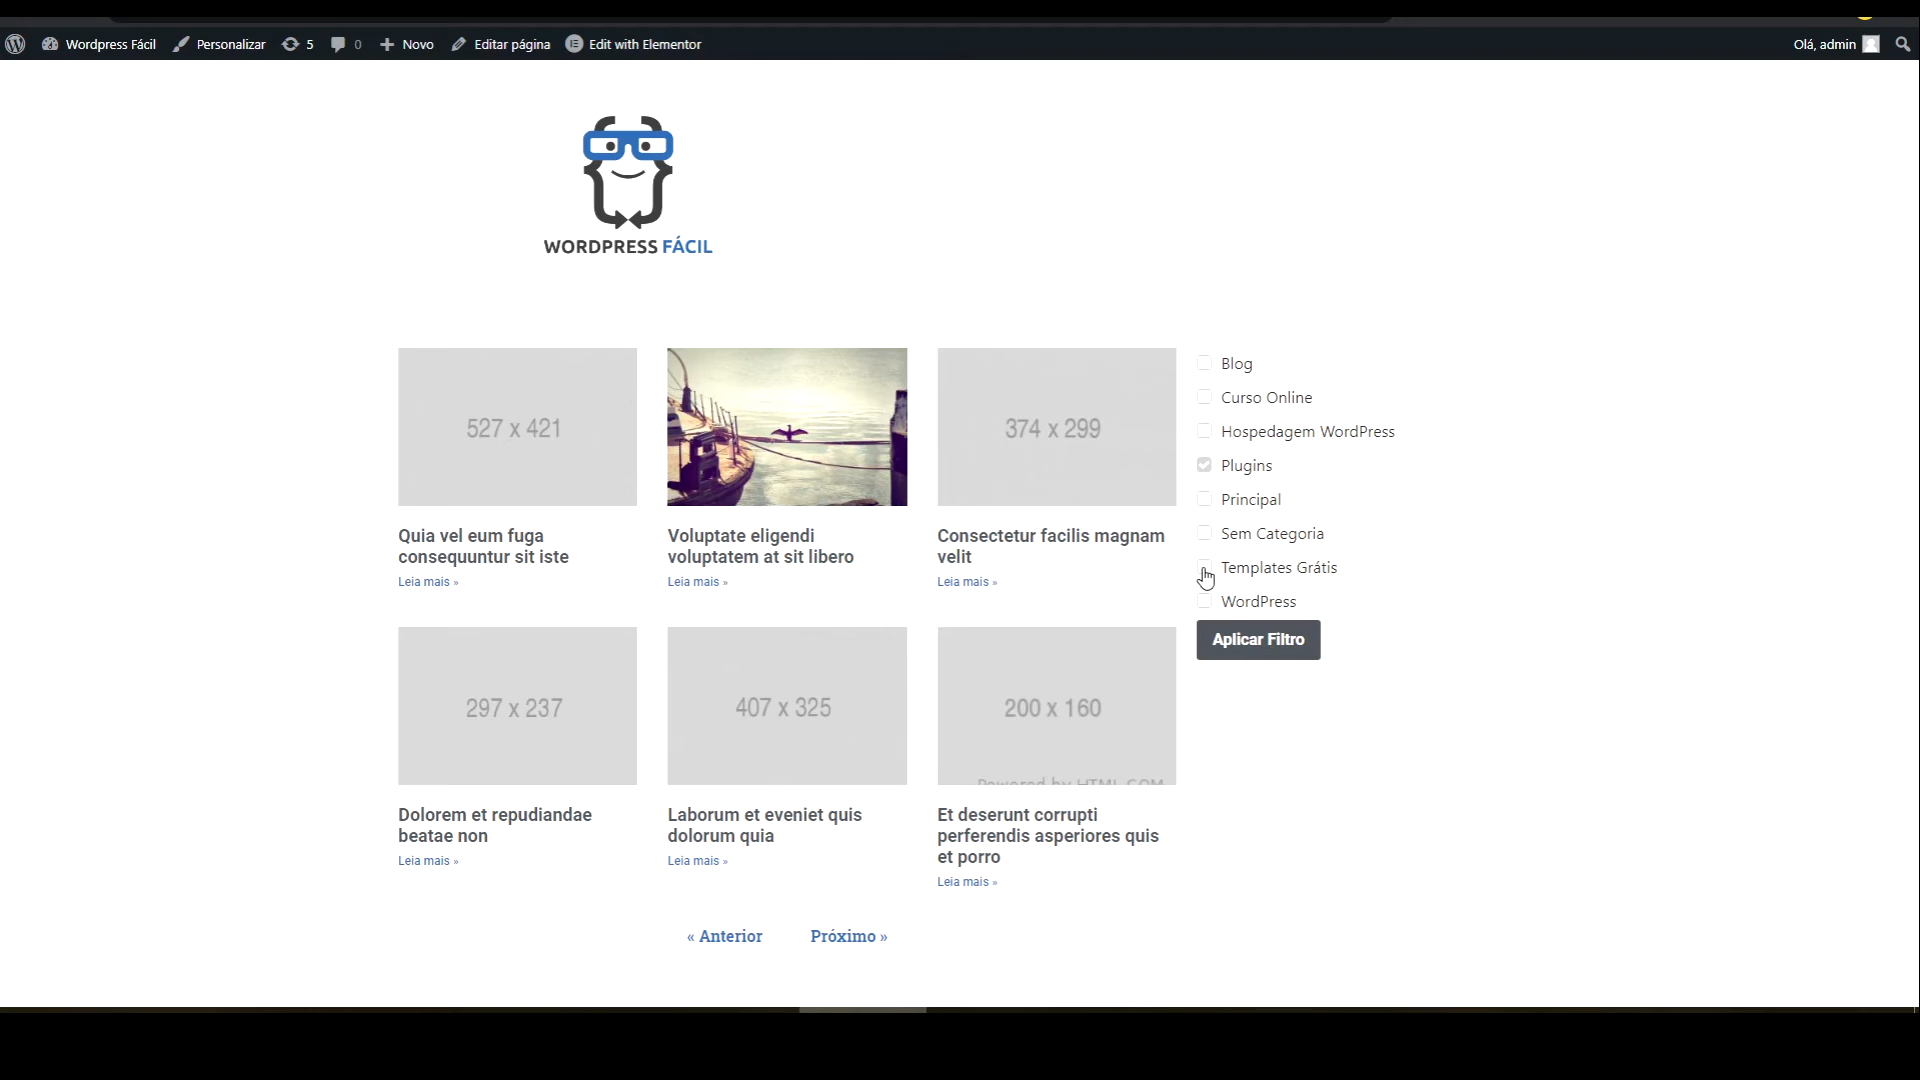 Wordpress Fácil Personalizar 5 0 Novo Editar página Edit with Elementor Olá, admin
WORDPRESS FÁCIL
527 x 421
374 x 299
Quia vel eum fuga
consequuntur sit iste
Leia mais »
Voluptate eligendi
voluptatem at sit libero
Leia mais »
Consectetur facilis magnam
velit
Leia mais »
297 x 237
407 x 325
200 x 160
Powered by HTML.COM
Dolorem et repudiandae
beatae non
Leia mais »
Laborum et eveniet quis
dolorum quia
Leia mais »
Et deserunt corrupti
perferendis asperiores quis
et porro
Leia mais »
« Anterior Próximo »
Blog
Curso Online
Hospedagem WordPress
Plugins
Principal
Sem Categoria
Templates Grátis
WordPress
Aplicar Filtro